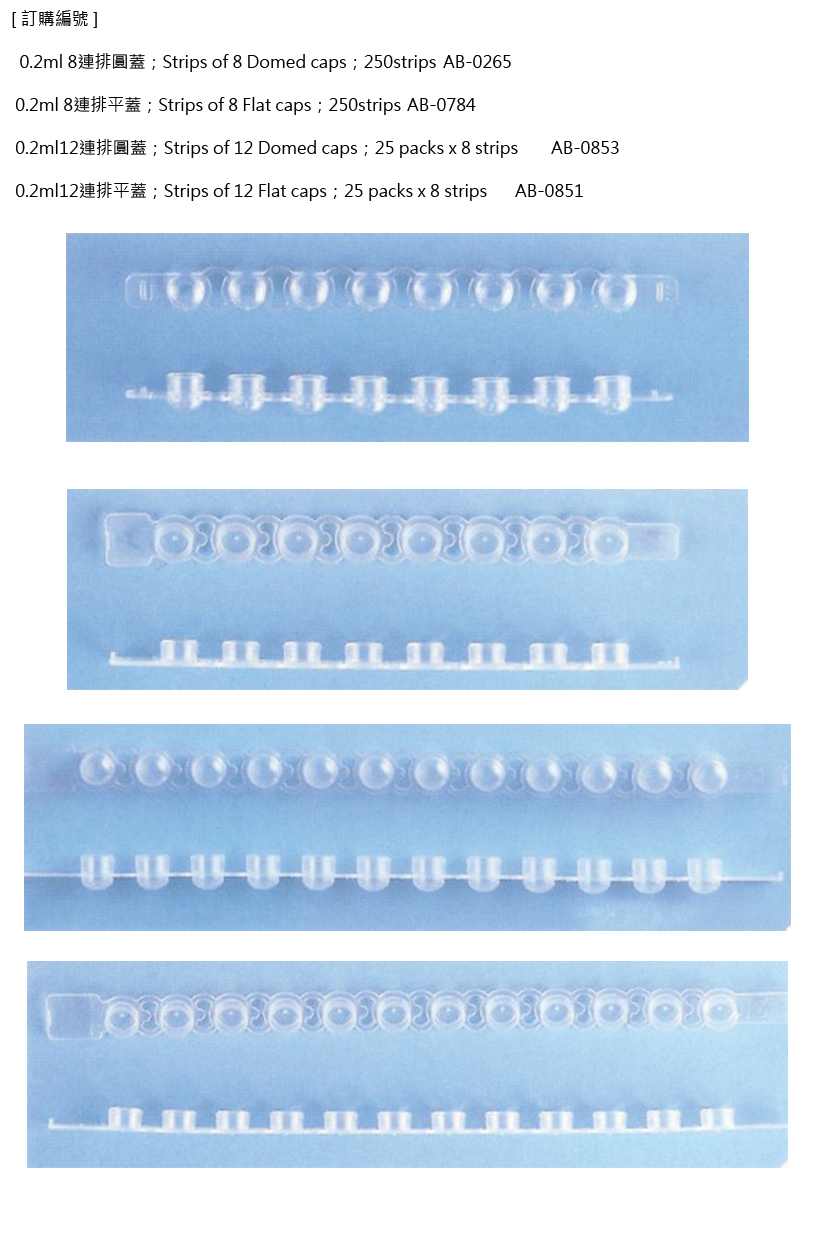 [ 訂購編號 ]
0.2ml 8連排圓蓋；Strips of 8 Domed caps；250strips AB-0265
0.2ml 8連排平蓋；Strips of 8 Flat caps；250strips AB-0784
0.2ml12連排圓蓋；Strips of 12 Domed caps；25 packs x 8 strips AB-0853
0.2ml12連排平蓋；Strips of 12 Flat caps；25 packs x 8 strips AB-0851